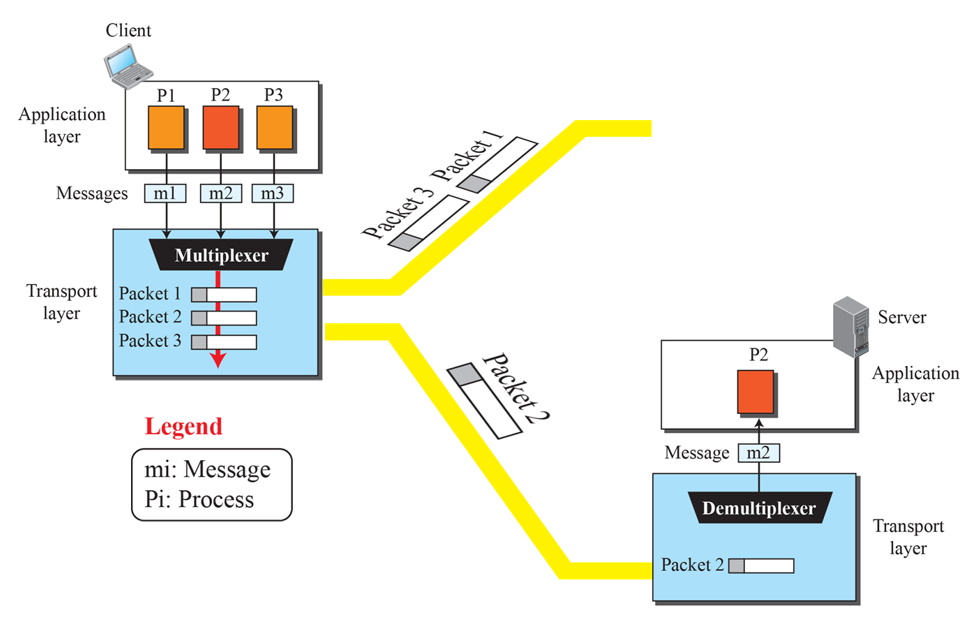 Client
Application
layer
P1 P2 P3
Messages
m1 m2 m3
Multiplexer
Transport
layer
Packet 1
Packet 2
Packet 3
Packet 1
Packet 3
Packet 2
Legend
mi: Message
Pi: Process
Server
P2
Application
layer
Message
m2
Demultiplexer
Packet 2
Transport
layer